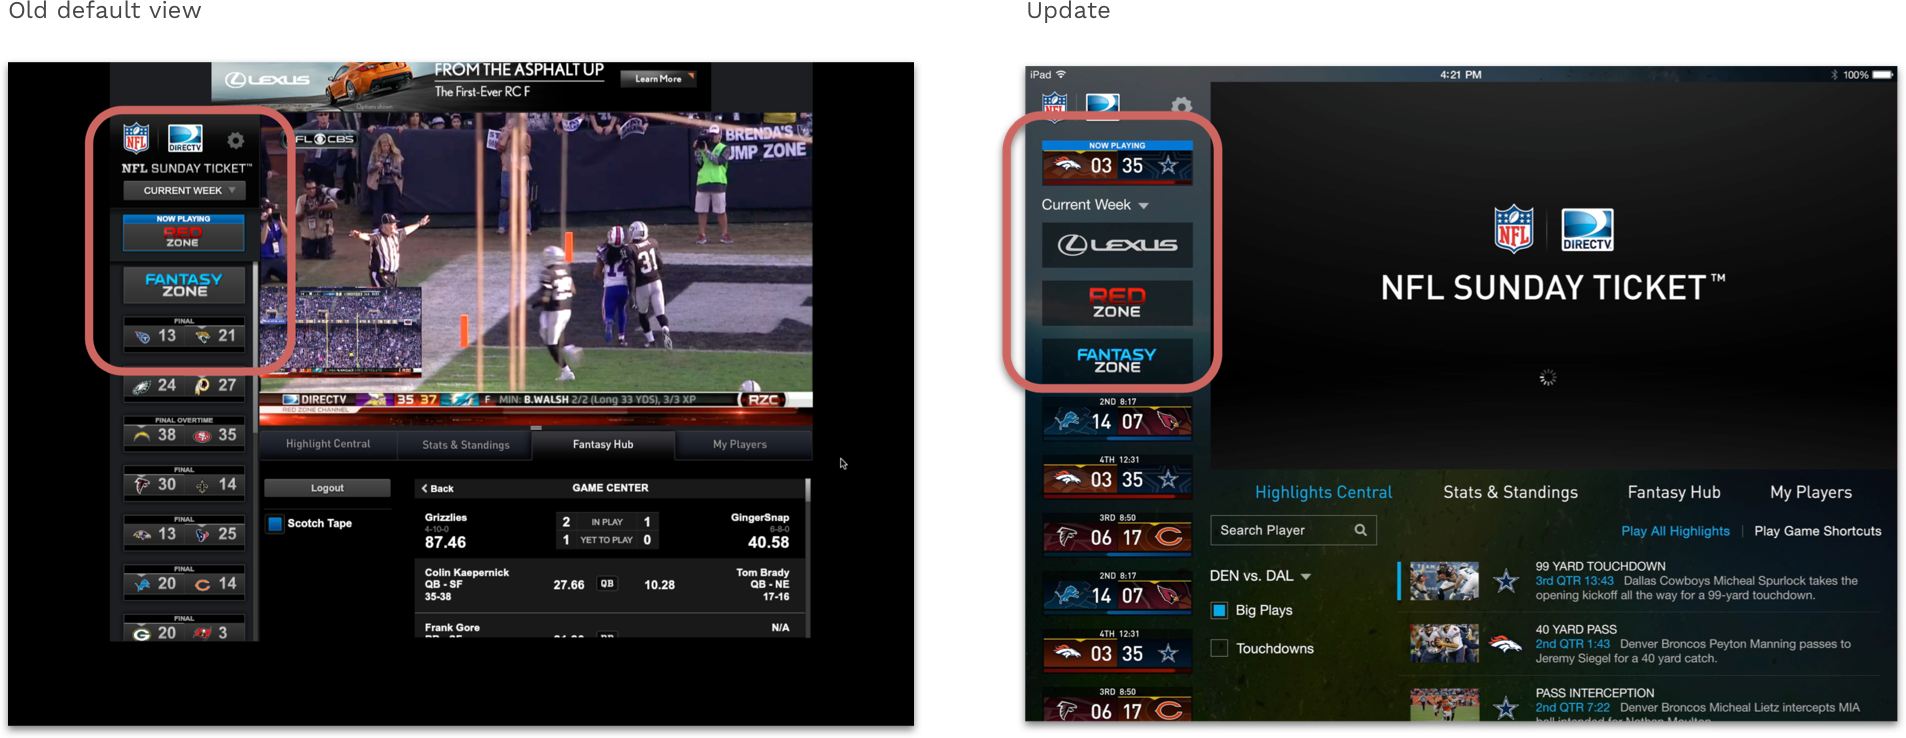 Old default view
LEXUS
FROM THE ASPHALT UP
The First-Ever RC F
Options shown.
Learn More
NFL
DIRECTV
NFL SUNDAY TICKET™
CURRENT WEEK
NOW PLAYING
RED
ZONE
FANTASY
ZONE
FINAL
13 21
24 27
FINAL OVERTIME
38 35
FINAL
30 14
FINAL
13 25
FINAL
20 14
FINAL
20 3
FL CBS
BRENDA'S
JMP ZONE
31
DIRECTV 35 37 F MIN: B.WALSH 2/2 (Long 33 YDS), 3/3 XP RZC
RED ZONE CHANNEL
Highlight Central
Stats & Standings
Fantasy Hub
My Players
Logout
Scotch Tape
Back
GAME CENTER
Grizzlies
4-10-0
87.46
2 IN PLAY 1
1 YET TO PLAY 0
GingerSnap
6-8-0
40.58
Colin Kaepernick
QB - SF
35-38
27.66 QB 10.28
Tom Brady
QB - NE
17-16
Frank Gore
N/A
Update
iPad
4:21 PM
100%
NFL
DIRECTV
NOW PLAYING
03 35
Current Week
LEXUS
RED
ZONE
FANTASY
ZONE
2ND 8:17
14 07
4TH 12:31
03 35
3RD 8:50
06 17
2ND 8:17
14 07
4TH 12:31
03 35
3RD 8:50
06 17
NFL
DIRECTV
NFL SUNDAY TICKET™
Highlights Central
Stats & Standings
Fantasy Hub
My Players
Search Player
Play All Highlights
Play Game Shortcuts
DEN vs. DAL
Big Plays
Touchdowns
99 YARD TOUCHDOWN
3rd QTR 13:43 Dallas Cowboys Micheal Spurlock takes the
opening kickoff all the way for a 99-yard touchdown.
40 YARD PASS
2nd QTR 1:43 Denver Broncos Peyton Manning passes to
Jeremy Siegel for a 40 yard catch.
PASS INTERCEPTION
2nd QTR 7:22 Denver Broncos Micheal Lietz intercepts MIA